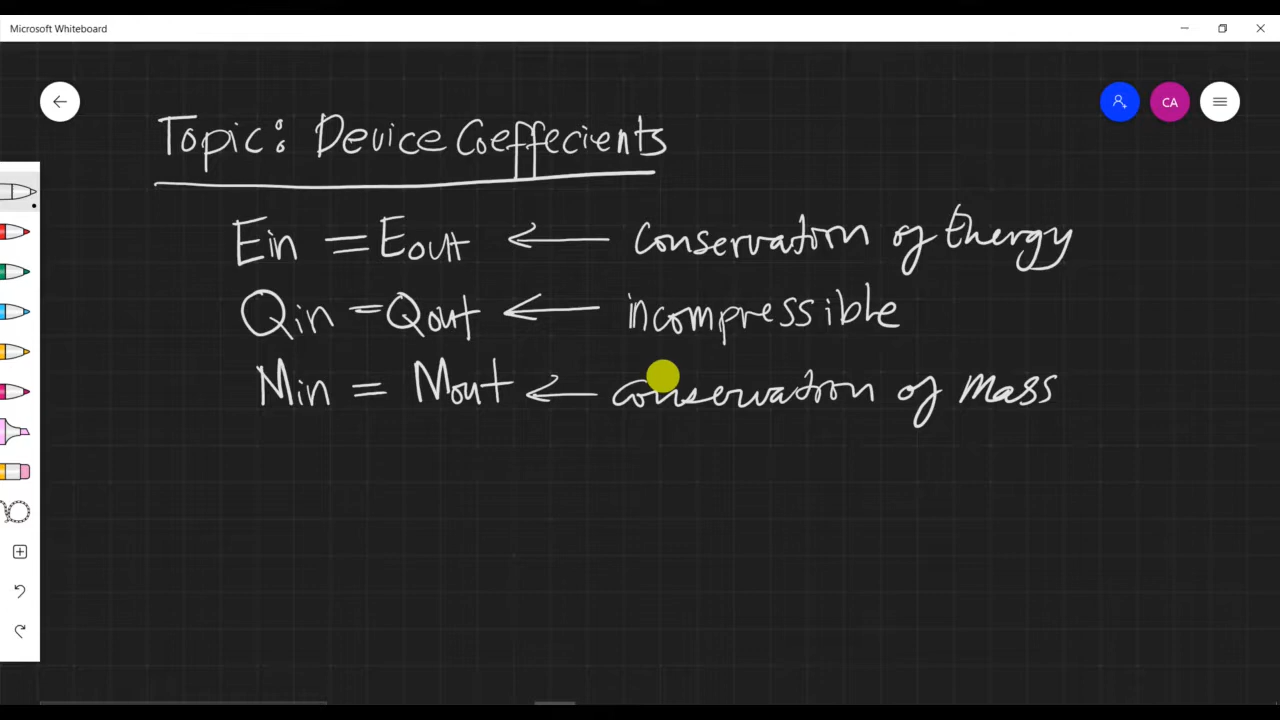 Microsoft Whiteboard
CA
Topic: Device Coeffecients
Ein = Eout ← Conservation of Energy
Qin = Qout ← incompressible
Min = Mout ← conservation of mass